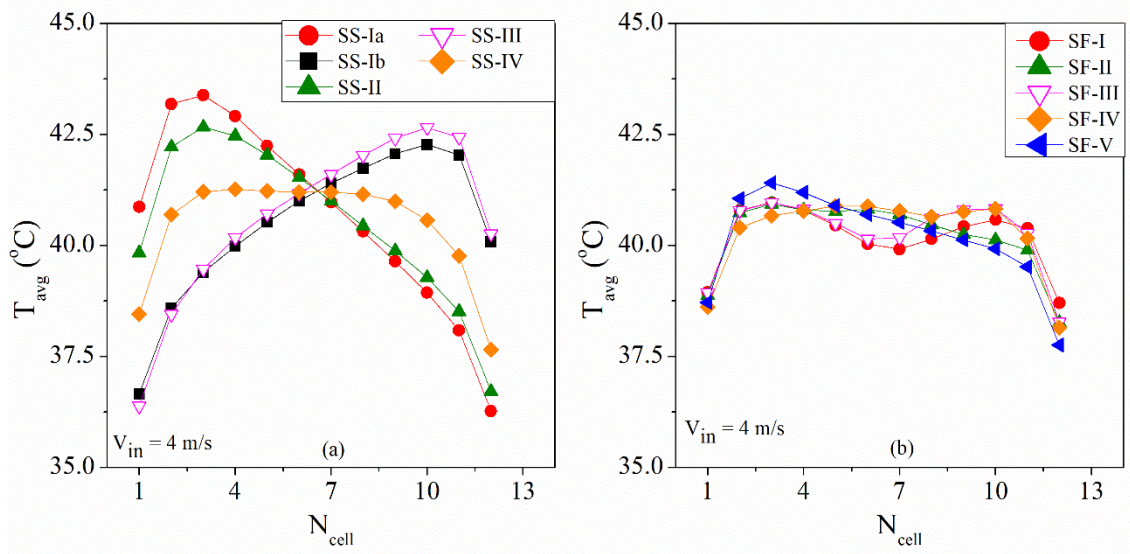 45.0
42.5
40.0
37.5
35.0
T_avg (°C)
SS-Ia
SS-Ib
SS-II
SS-III
SS-IV
V_in = 4 m/s
(a)
1 4 7 10 13
N_cell
45.0
42.5
40.0
37.5
35.0
T_avg (°C)
SF-I
SF-II
SF-III
SF-IV
SF-V
V_in = 4 m/s
(b)
1 4 7 10 13
N_cell